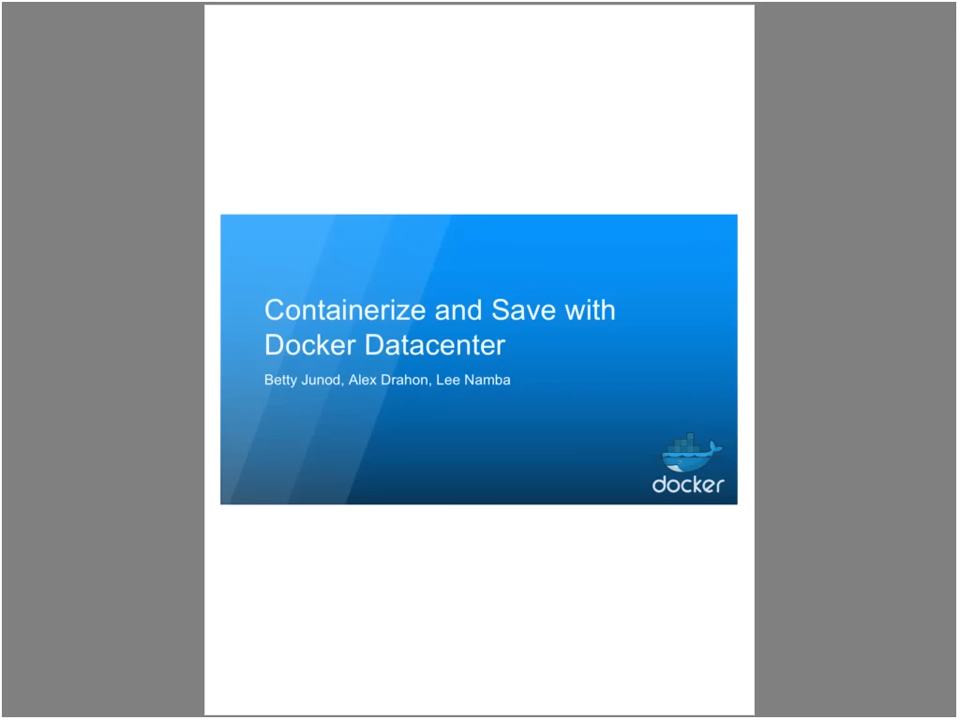 Containerize and Save with
Docker Datacenter
Betty Junod, Alex Drahon, Lee Namba
docker